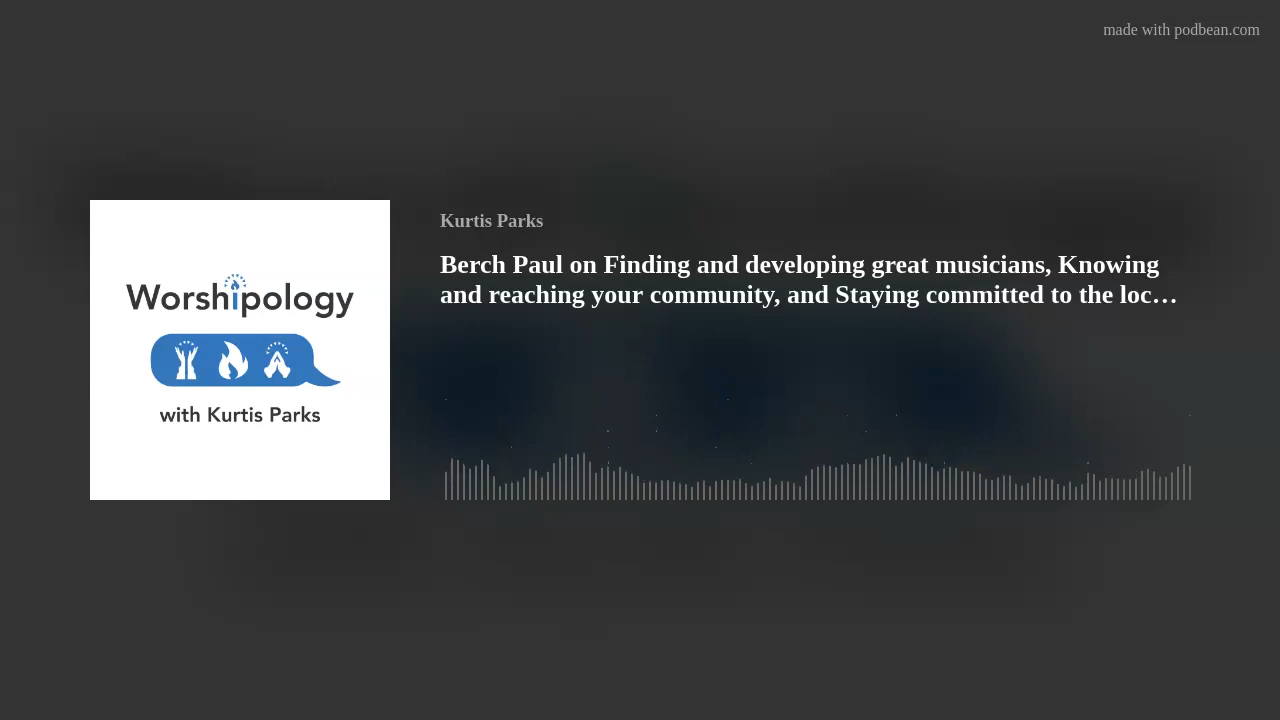 made with podbean.com
Worshipology
with Kurtis Parks
Kurtis Parks
Berch Paul on Finding and developing great musicians, Knowing
and reaching your community, and Staying committed to the loc…